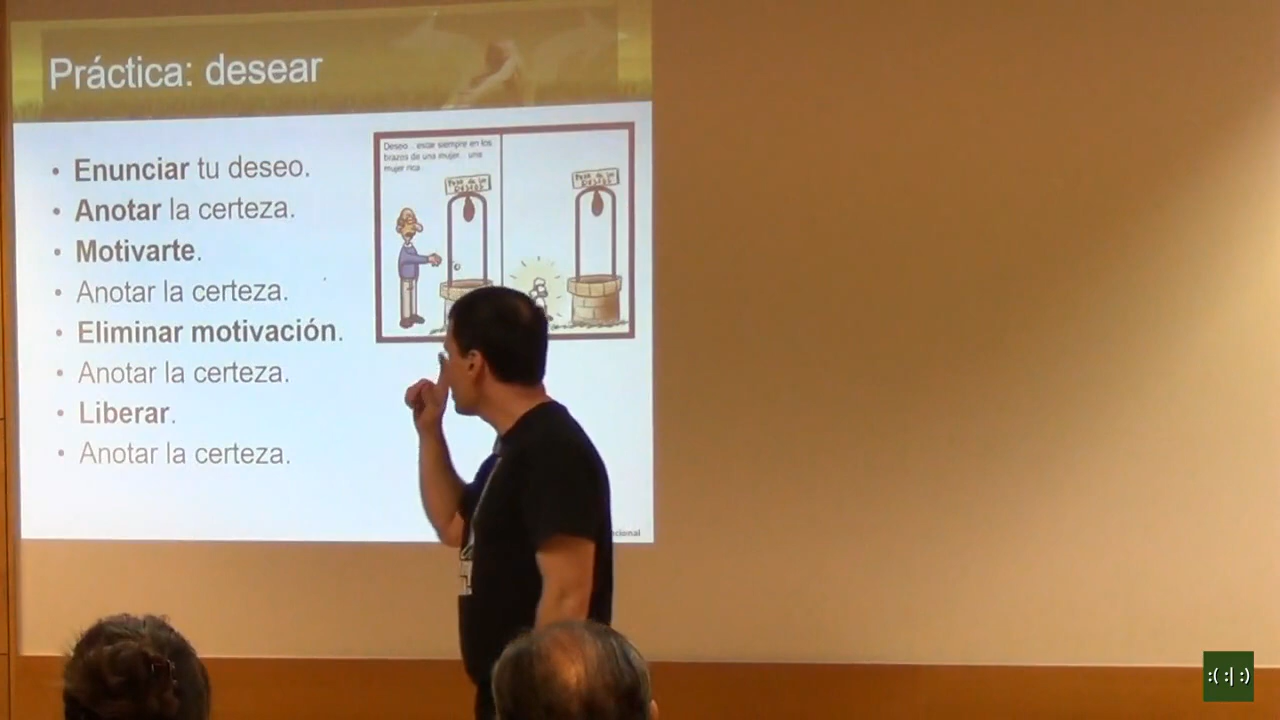 Práctica: desear
• Enunciar tu deseo.
• Anotar la certeza.
• Motivarte.
• Anotar la certeza.
• Eliminar motivación.
• Anotar la certeza.
• Liberar.
• Anotar la certeza.
Deseo... estar siempre en los
brazos de una mujer... una
mujer rica.
cional
:( :| :)